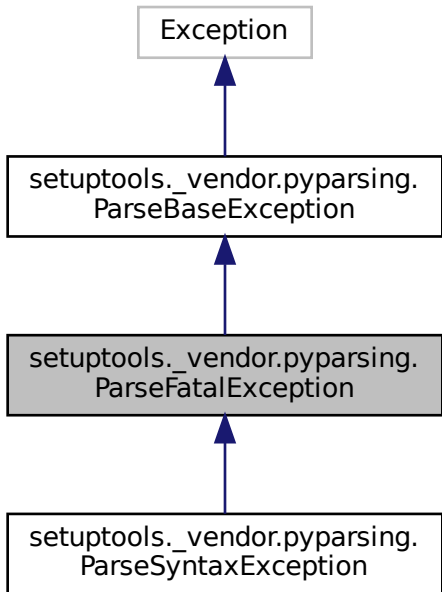 Exception
setuptools._vendor.pyparsing.
ParseBaseException
setuptools._vendor.pyparsing.
ParseFatalException
setuptools._vendor.pyparsing.
ParseSyntaxException